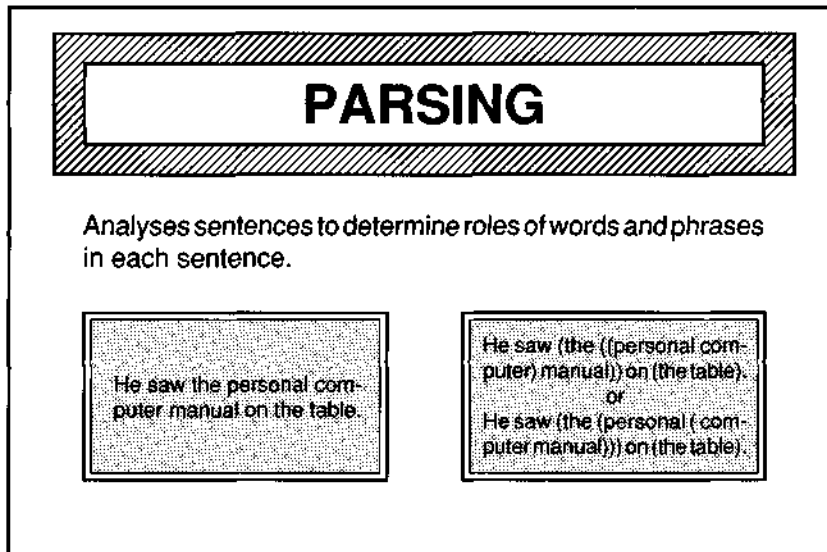 PARSING
Analyses sentences to determine roles of words and phrases
in each sentence.
He saw the personal com-
puter manual on the table.
He saw (the ((personal com-
puter) manual)) on (the table).
or
He saw (the (personal ( com-
puter manual))) on (the table).